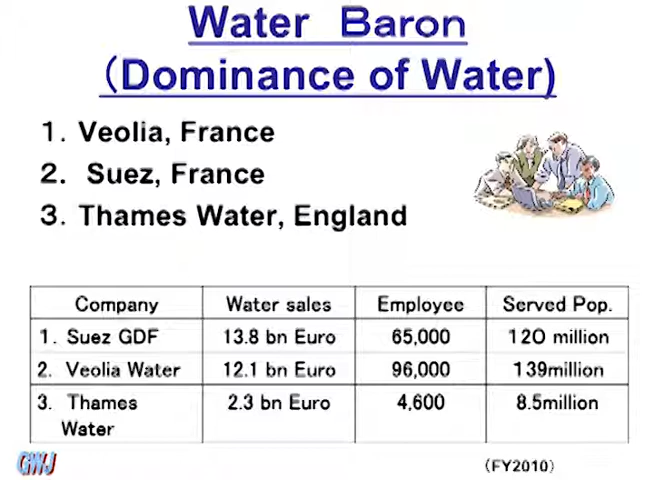 Water Baron
(Dominance of Water)
1. Veolia, France
2. Suez, France
3. Thames Water, England
Company Water sales Employee Served Pop.
1. Suez GDF 13.8 bn Euro 65,000 120 million
2. Veolia Water 12.1 bn Euro 96,000 139million
3. Thames Water 2.3 bn Euro 4,600 8.5million
GWJ
(FY2010)